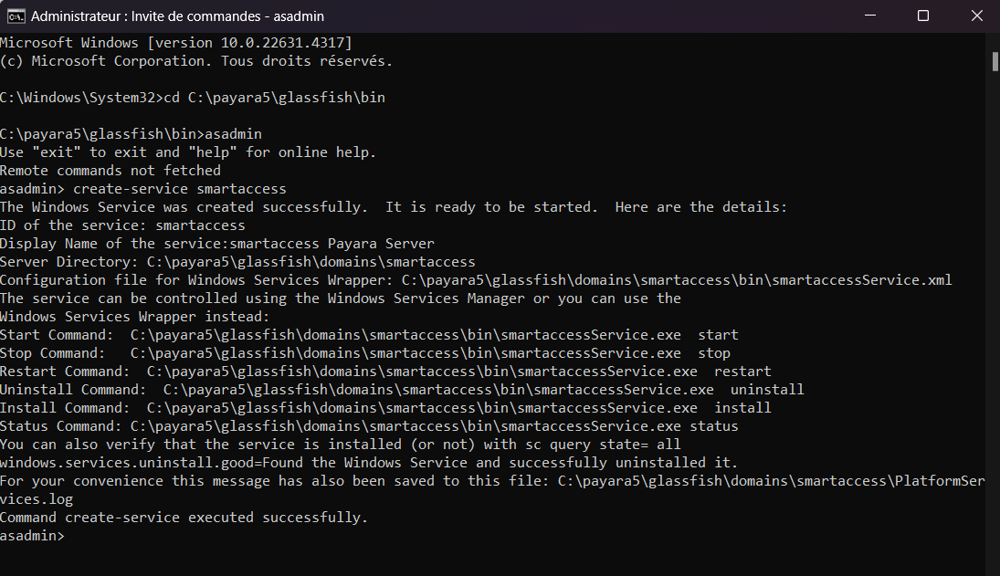 Administrateur : Invite de commandes - asadmin
Microsoft Windows [version 10.0.22631.4317]
(c) Microsoft Corporation. Tous droits réservés.
C:\Windows\System32>cd C:\payara5\glassfish\bin
C:\payara5\glassfish\bin>asadmin
Use "exit" to exit and "help" for online help.
Remote commands not fetched
asadmin> create-service smartaccess
The Windows Service was created successfully.  It is ready to be started.  Here are the details:
ID of the service: smartaccess
Display Name of the service:smartaccess Payara Server
Server Directory: C:\payara5\glassfish\domains\smartaccess
Configuration file for Windows Services Wrapper: C:\payara5\glassfish\domains\smartaccess\bin\smartaccessService.xml
The service can be controlled using the Windows Services Manager or you can use the
Windows Services Wrapper instead:
Start Command:  C:\payara5\glassfish\domains\smartaccess\bin\smartaccessService.exe  start
Stop Command:   C:\payara5\glassfish\domains\smartaccess\bin\smartaccessService.exe  stop
Restart Command:  C:\payara5\glassfish\domains\smartaccess\bin\smartaccessService.exe  restart
Uninstall Command:  C:\payara5\glassfish\domains\smartaccess\bin\smartaccessService.exe  uninstall
Install Command:  C:\payara5\glassfish\domains\smartaccess\bin\smartaccessService.exe  install
Status Command: C:\payara5\glassfish\domains\smartaccess\bin\smartaccessService.exe status
You can also verify that the service is installed (or not) with sc query state= all
windows.services.uninstall.good=Found the Windows Service and successfully uninstalled it.
For your convenience this message has also been saved to this file: C:\payara5\glassfish\domains\smartaccess\PlatformSer
vices.log
Command create-service executed successfully.
asadmin>